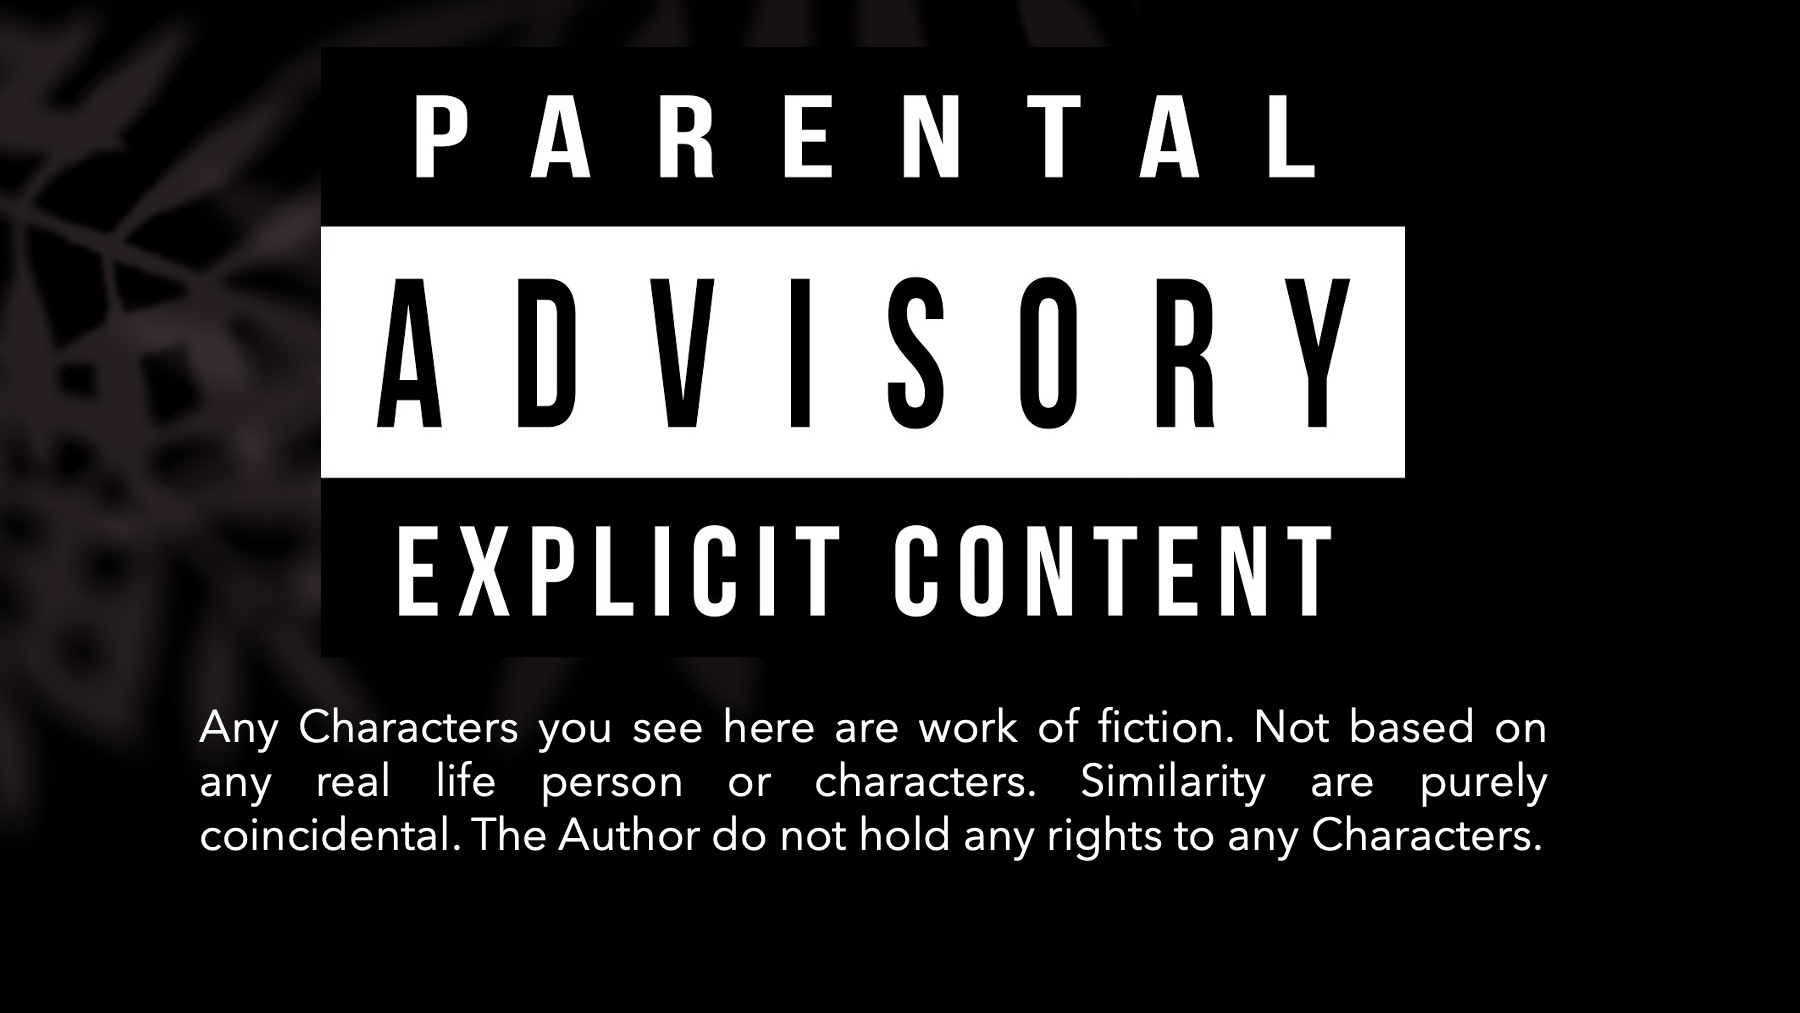 PARENTAL
ADVISORY
EXPLICIT CONTENT
Any Characters you see here are work of fiction. Not based on
any real life person or characters. Similarity are purely
coincidental. The Author do not hold any rights to any Characters.